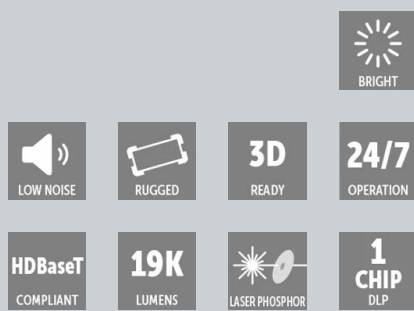 BRIGHT
LOW NOISE
RUGGED
3D
READY
24/7
OPERATION
HDBaseT
COMPLIANT
19K
LUMENS
LASER PHOSPHOR
1
CHIP
DLP